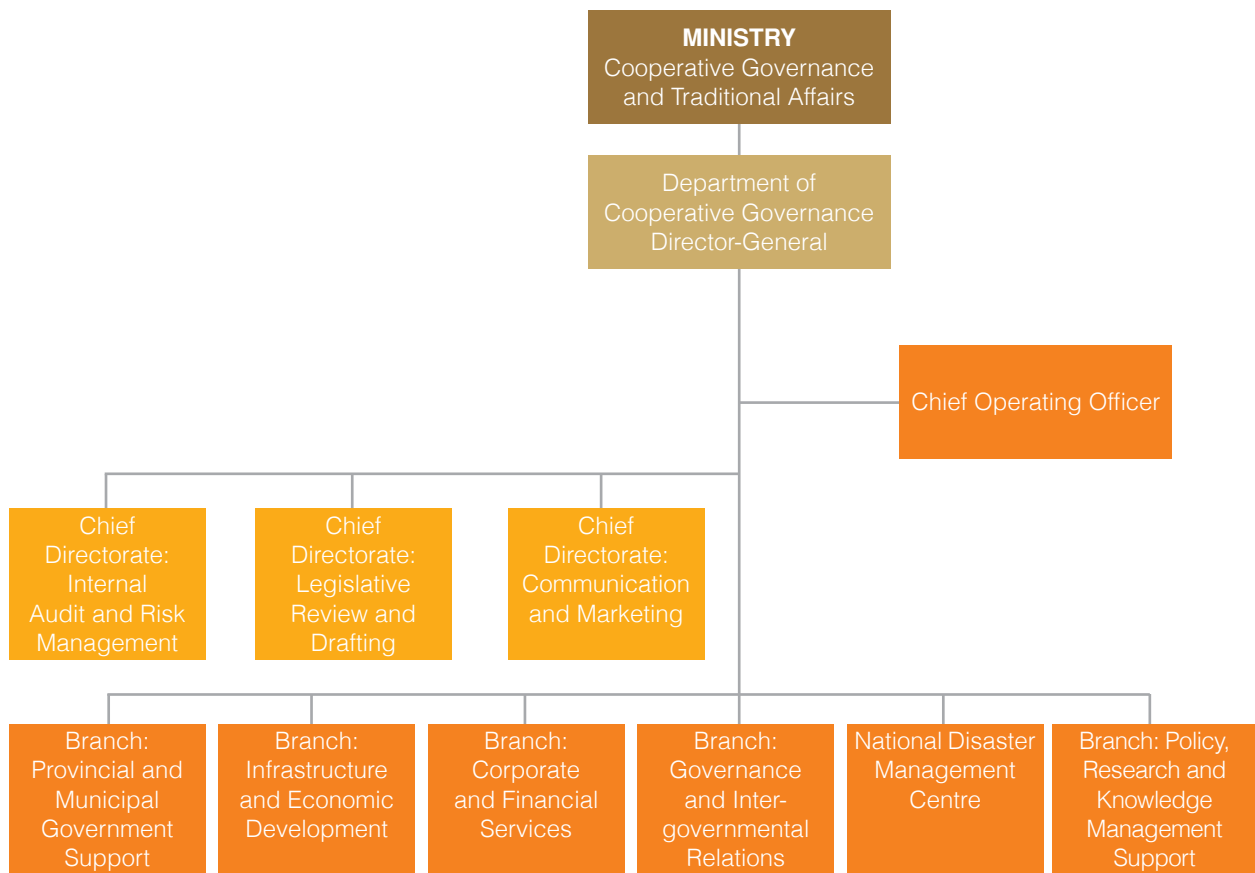 MINISTRY
Cooperative Governance
and Traditional Affairs
Department of
Cooperative Governance
Director-General
Chief Operating Officer
Chief
Directorate:
Internal
Audit and Risk
Management
Chief
Directorate:
Legislative
Review and
Drafting
Chief
Directorate:
Communication
and Marketing
Branch:
Provincial and
Municipal
Government
Support
Branch:
Infrastructure
and Economic
Development
Branch:
Corporate
and Financial
Services
Branch:
Governance
and Inter-
governmental
Relations
National Disaster
Management
Centre
Branch: Policy,
Research and
Knowledge
Management
Support